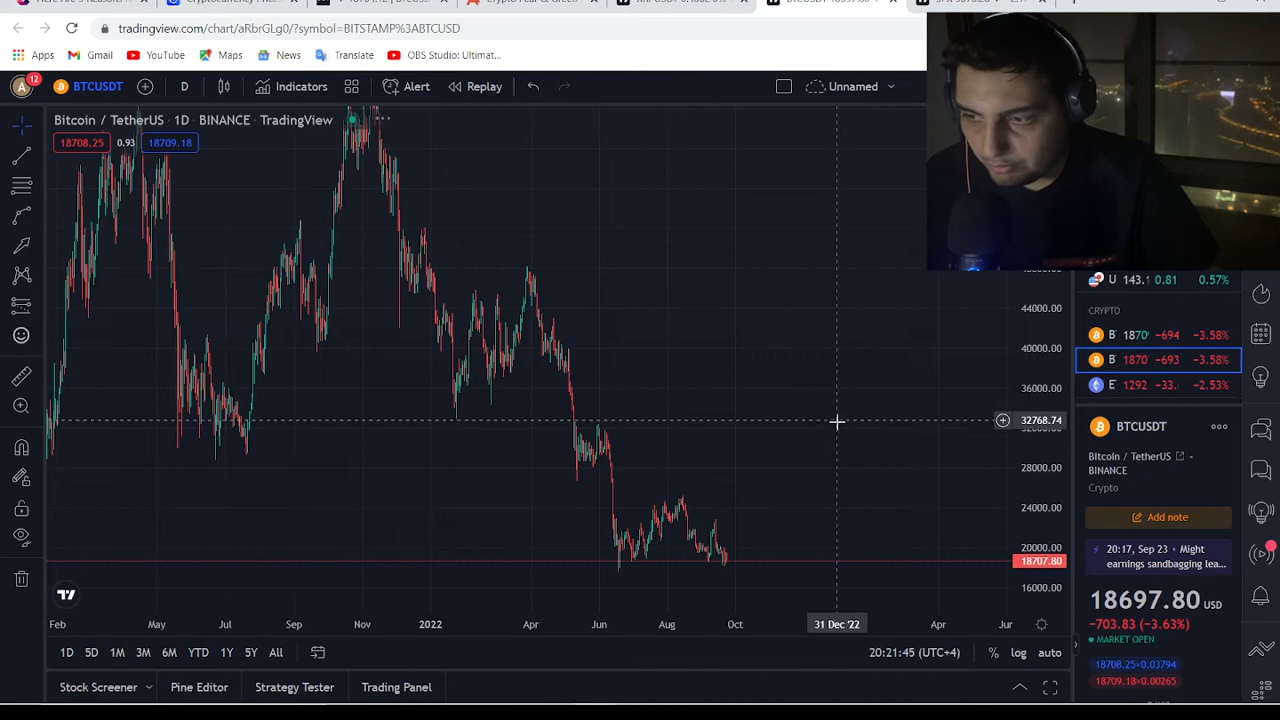 tradingview.com/chart/aRbrGLg0/?symbol=BITSTAMP%3ABTCUSD
Apps Gmail YouTube Maps News Translate OBS Studio: Ultimat...
A 12 BTCUSDT D Indicators Alert Replay Unnamed
Bitcoin / TetherUS · 1D · BINANCE · TradingView
18708.25 0.93 18709.18
44000.00
40000.00
36000.00
32768.74
28000.00
24000.00
20000.00
18707.80
16000.00
Feb May Jul Sep Nov 2022 Apr Jun Aug Oct 31 Dec '22 Apr Jun
1D 5D 1M 3M 6M YTD 1Y 5Y All 20:21:45 (UTC+4) % log auto
Stock Screener Pine Editor Strategy Tester Trading Panel
U 143.1 0.81 0.57%
CRYPTO
B 1870 -694 -3.58%
B 1870 -693 -3.58%
E 1292 -33. -2.53%
BTCUSDT
Bitcoin / TetherUS -
BINANCE
Crypto
Add note
20:17, Sep 23 • Might
earnings sandbagging lea...
18697.80 USD
-703.83 (-3.63%)
MARKET OPEN
18708.25×0.03794
18709.18×0.00265